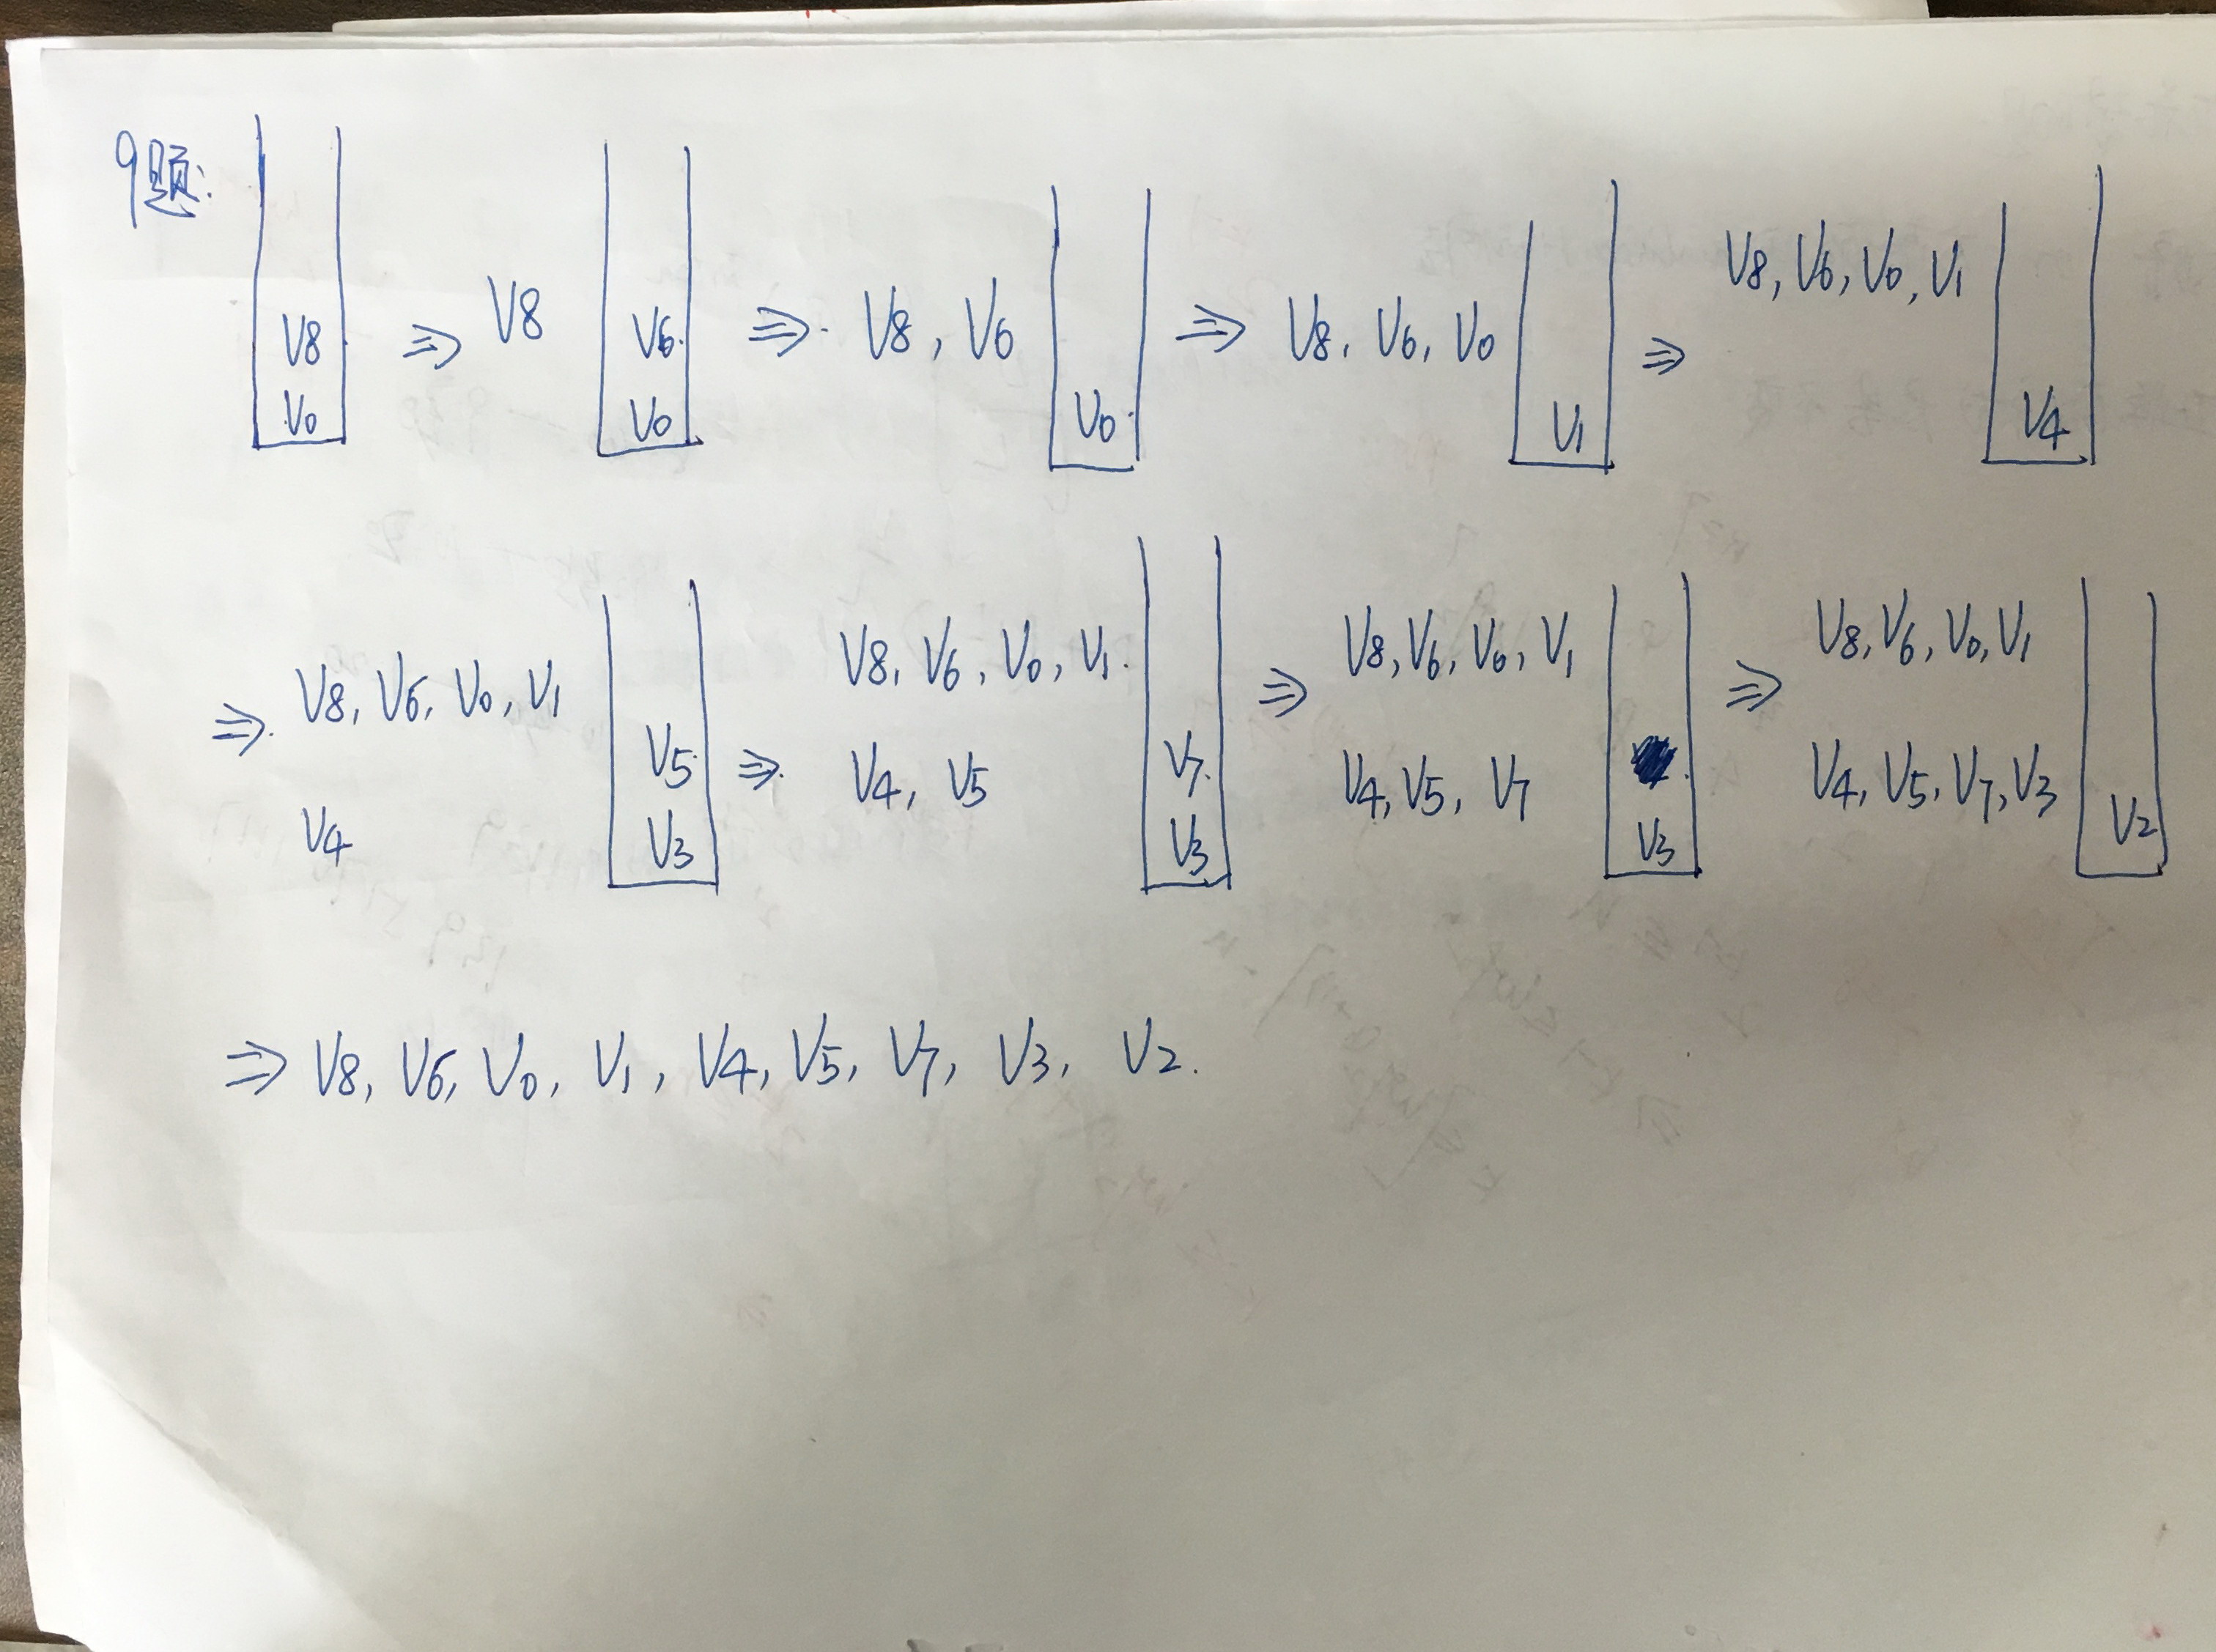 9题:
V8
V0
⇒ V8
V6
V0
⇒ V8, V6
V0
⇒ V8, V6, V0
V1
⇒ V8, V6, V0, V1
V4
⇒ V8, V6, V0, V1
V4
V5
V3
⇒ V8, V6, V0, V1
V4, V5
V7
V3
⇒ V8, V6, V0, V1
V4, V5, V7
V3
⇒ V8, V6, V0, V1
V4, V5, V7, V3
V2
⇒ V8, V6, V0, V1, V4, V5, V7, V3, V2.